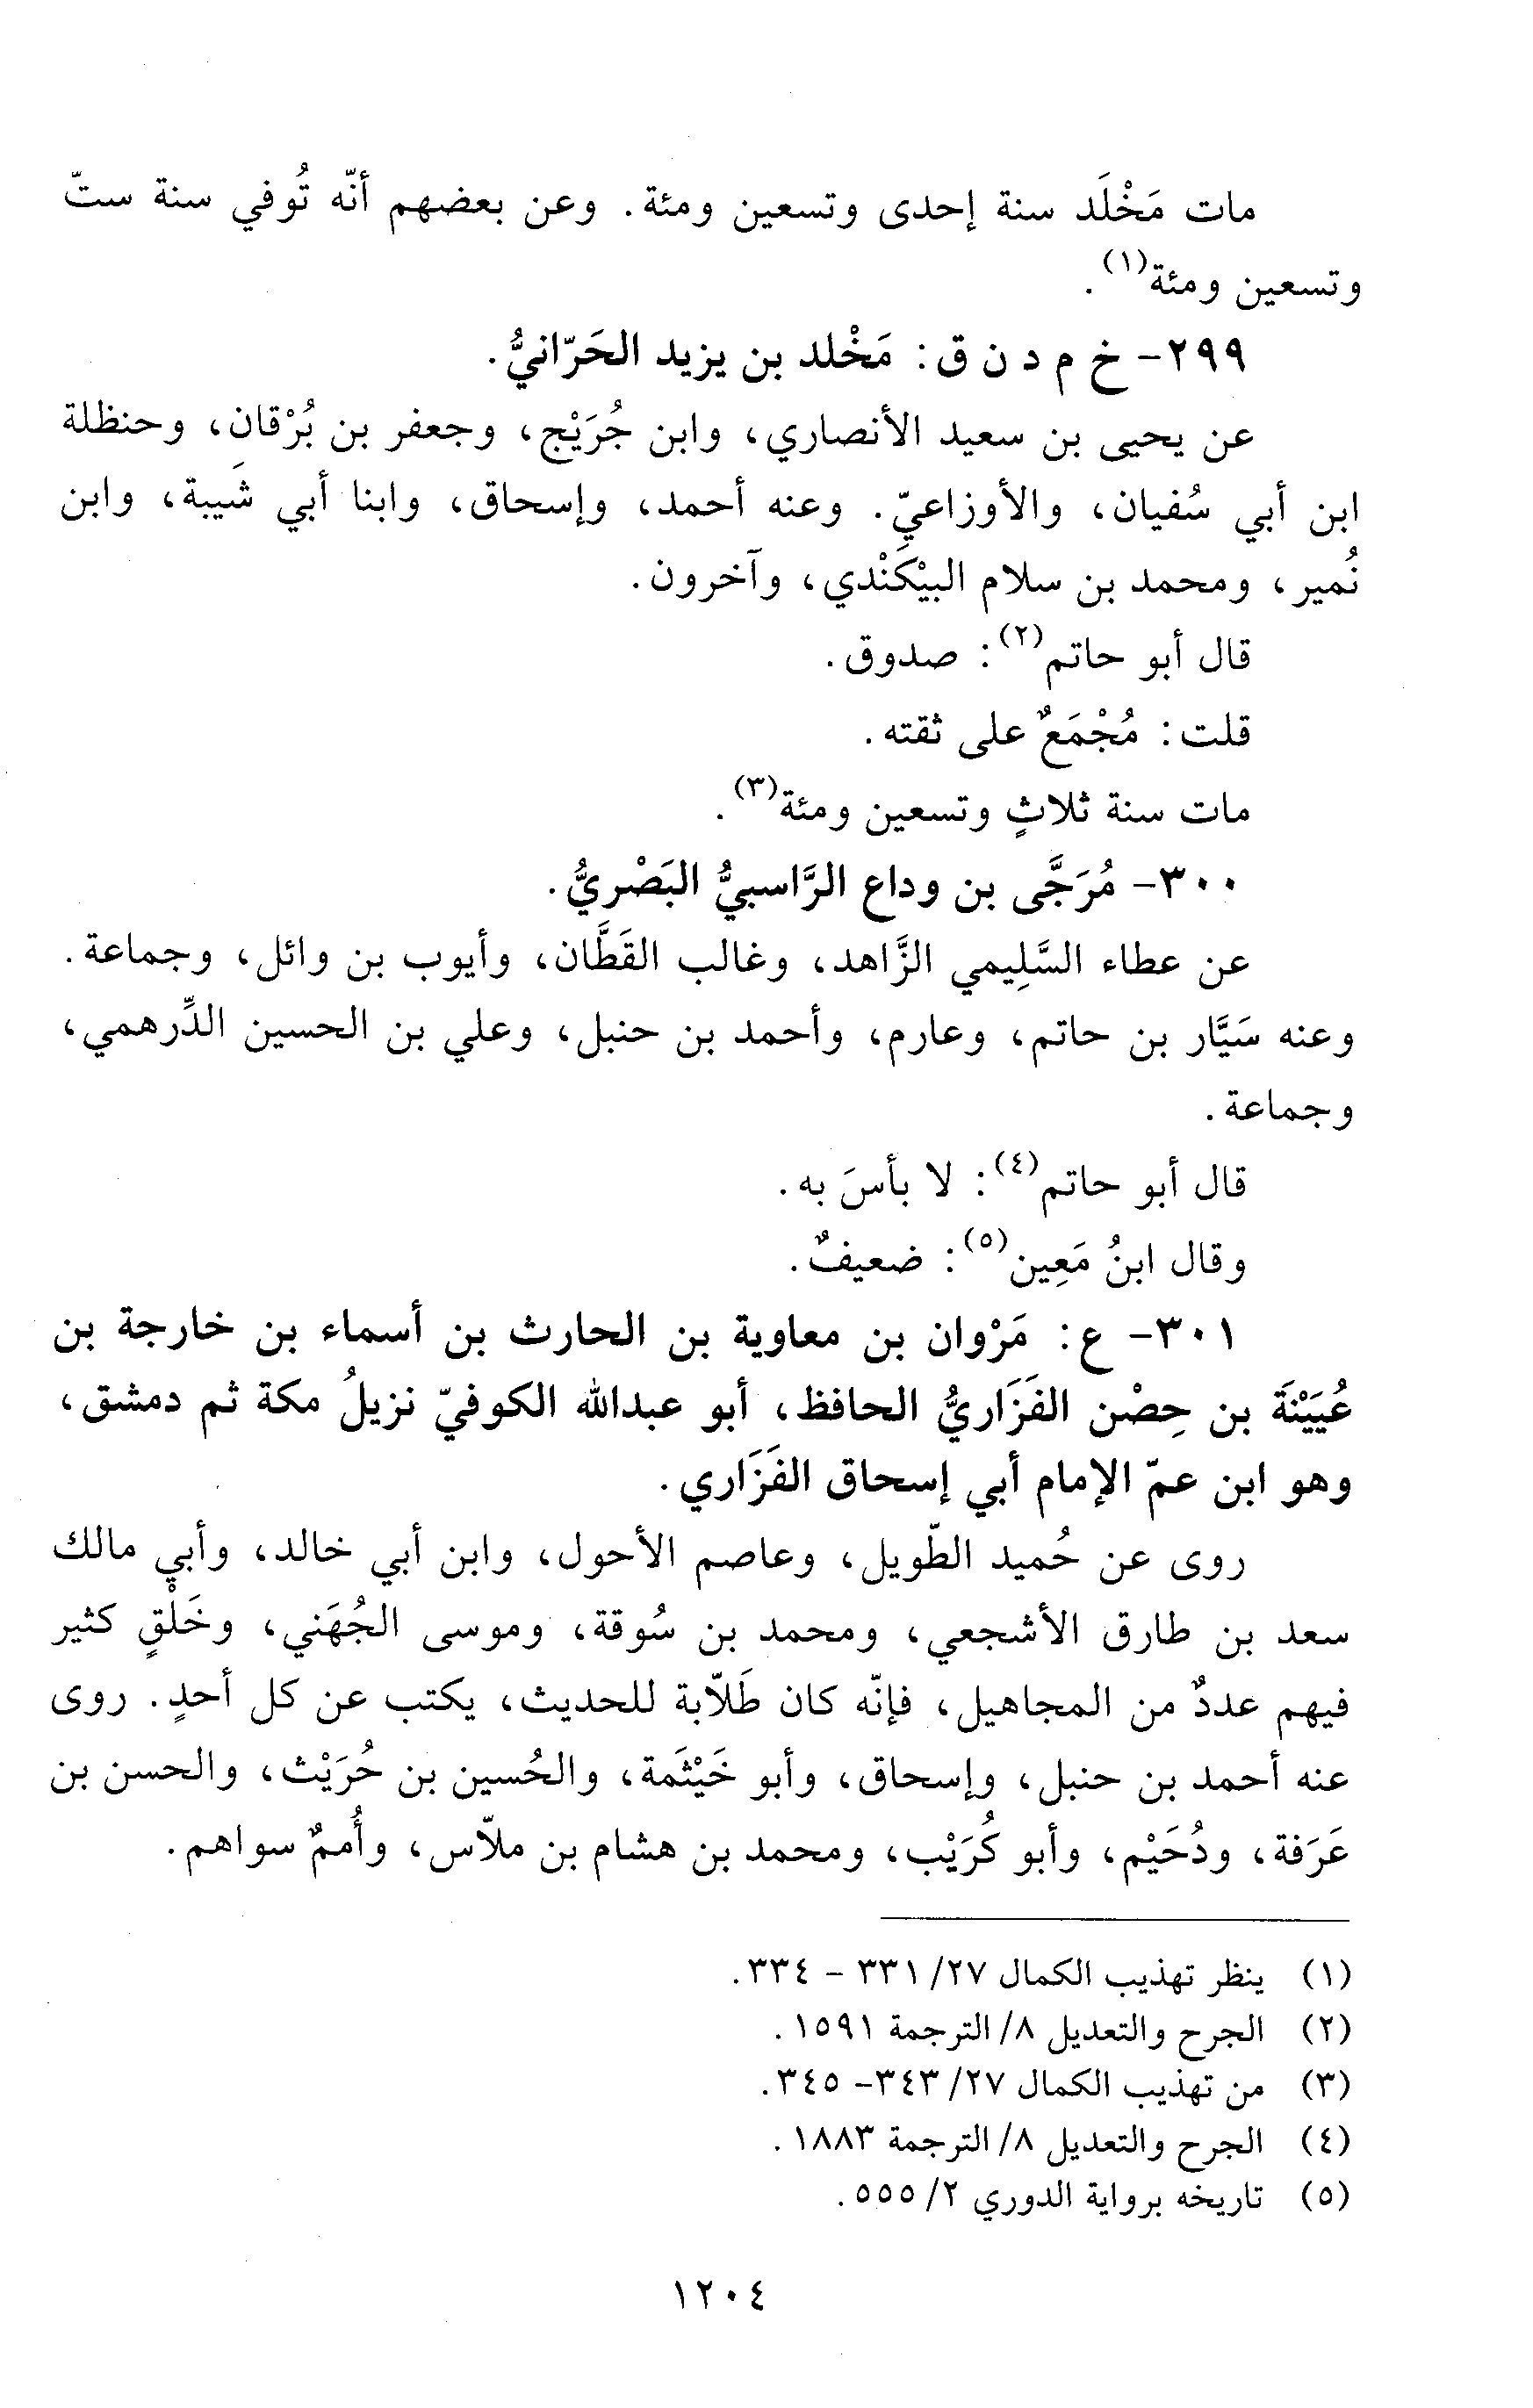 مات مَخْلَد سنة إحدى وتسعين ومئة. وعن بعضهم أنّه تُوفي سنة ستّ
وتسعين ومئة(١).
٢٩٩- خ م د ن ق: مَخْلد بن يزيد الحَرّانيُّ.
عن يحيى بن سعيد الأنصاري، وابن جُرَيْج، وجعفر بن بُرْقان، وحنظلة
ابن أبي سُفيان، والأوزاعيّ. وعنه أحمد، وإسحاق، وابنا أبي شَيبة، وابن
نُمير، ومحمد بن سلام البيْكَنْدي، وآخرون.
قال أبو حاتم(٢): صدوق.
قلت: مُجْمَعٌ على ثقته.
مات سنة ثلاثٍ وتسعين ومئة(٣).
٣٠٠- مُرَجَّى بن وداع الرَّاسبيُّ البَصْريُّ.
عن عطاء السَّلِيمي الزَّاهد، وغالب القَطَّان، وأيوب بن وائل، وجماعة.
وعنه سَيَّار بن حاتم، وعارم، وأحمد بن حنبل، وعلي بن الحسين الدِّرهمي،
وجماعة.
قال أبو حاتم(٤): لا بأسَ به.
وقال ابنُ مَعِين(٥): ضعيفٌ.
٣٠١- ع: مَرْوان بن معاوية بن الحارث بن أسماء بن خارجة بن
عُيَيْنَة بن حِصْن الفَزَاريُّ الحافظ، أبو عبدالله الكوفيّ نزيلُ مكة ثم دمشق،
وهو ابن عمّ الإمام أبي إسحاق الفَزَاري.
روى عن حُميد الطّويل، وعاصم الأحول، وابن أبي خالد، وأبي مالك
سعد بن طارق الأشجعي، ومحمد بن سُوقة، وموسى الجُهَني، وخَلْقٍ كثير
فيهم عددٌ من المجاهيل، فإنّه كان طَلّابة للحديث، يكتب عن كل أحدٍ. روى
عنه أحمد بن حنبل، وإسحاق، وأبو خَيْثَمة، والحُسين بن حُرَيْث، والحسن بن
عَرَفة، ودُحَيْم، وأبو كُرَيْب، ومحمد بن هشام بن ملاّس، وأُممٌ سواهم.
(١) ينظر تهذيب الكمال ٢٧/ ٣٣١ - ٣٣٤.
(٢) الجرح والتعديل ٨/ الترجمة ١٥٩١.
(٣) من تهذيب الكمال ٢٧/ ٣٤٣- ٣٤٥.
(٤) الجرح والتعديل ٨/ الترجمة ١٨٨٣.
(٥) تاريخه برواية الدوري ٢/ ٥٥٥.
١٢٠٤